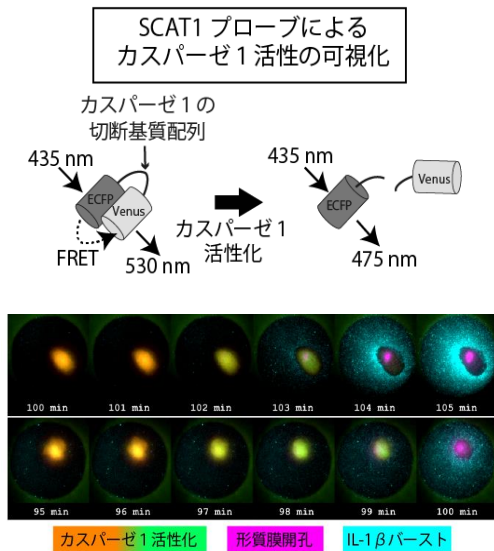 SCAT1 プローブによる
カスパーゼ 1 活性の可視化
カスパーゼ 1 の
切断基質配列
435 nm
ECFP
Venus
FRET
530 nm
カスパーゼ 1
活性化
435 nm
ECFP
Venus
475 nm
100 min 101 min 102 min 103 min 104 min 105 min
95 min 96 min 97 min 98 min 99 min 100 min
カスパーゼ 1 活性化 形質膜開孔 IL-1βバースト